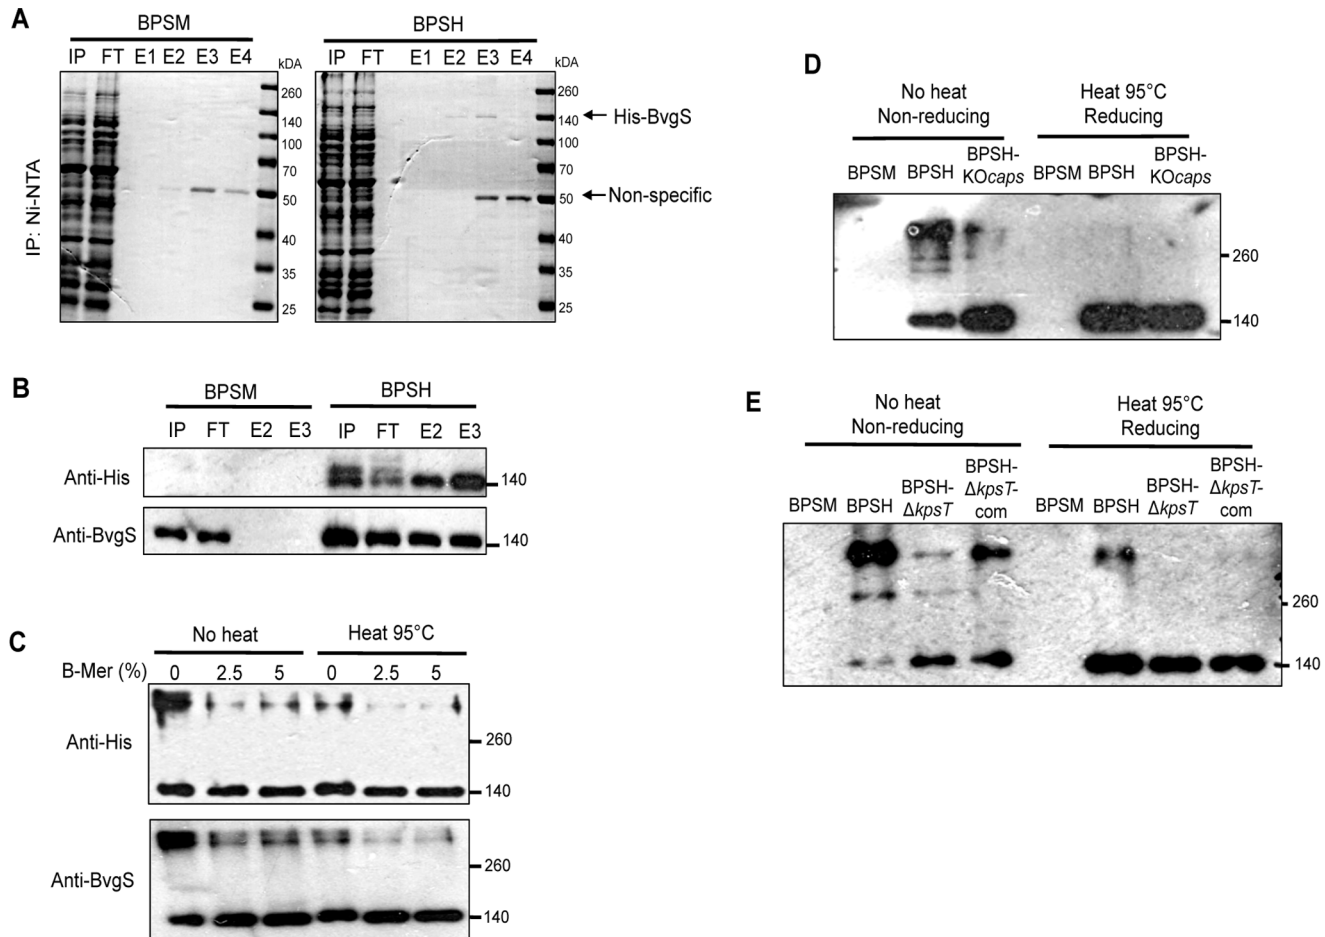 A
BPSM
BPSH
IP FT E1 E2 E3 E4 kDa
IP FT E1 E2 E3 E4 kDa
IP: Ni-NTA
260
140
100
70
50
40
35
25
260
140
100
70
50
40
35
25
His-BvgS
Non-specific
B
BPSM
BPSH
IP FT E2 E3 IP FT E2 E3
Anti-His
140
Anti-BvgS
140
C
No heat
Heat 95°C
B-Mer (%) 0 2.5 5 0 2.5 5
Anti-His
260
140
Anti-BvgS
260
140
D
No heat
Non-reducing
Heat 95°C
Reducing
BPSM BPSH BPSH-
KOcaps
BPSM BPSH BPSH-
KOcaps
260
140
E
No heat
Non-reducing
Heat 95°C
Reducing
BPSM BPSH BPSH-
ΔkpsT
BPSH-
ΔkpsT-
com
BPSM BPSH BPSH-
ΔkpsT
BPSH-
ΔkpsT-
com
260
140